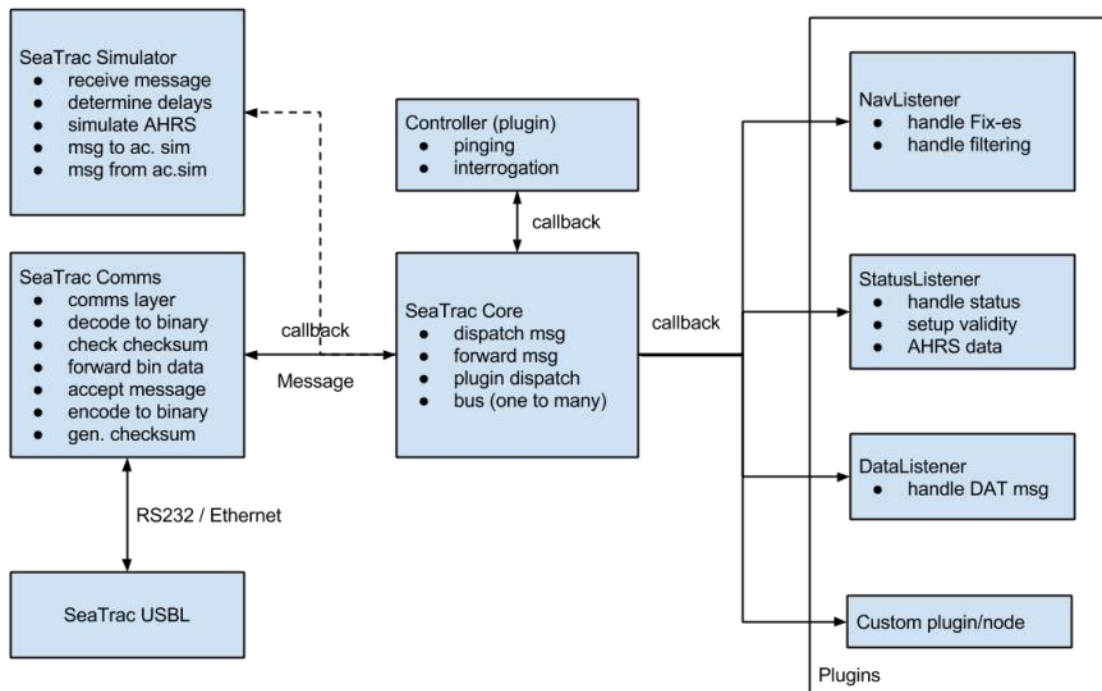 SeaTrac Simulator
● receive message
● determine delays
● simulate AHRS
● msg to ac. sim
● msg from ac.sim
SeaTrac Comms
● comms layer
● decode to binary
● check checksum
● forward bin data
● accept message
● encode to binary
● gen. checksum
RS232 / Ethernet
SeaTrac USBL
callback
Message
Controller (plugin)
● pinging
● interrogation
callback
SeaTrac Core
● dispatch msg
● forward msg
● plugin dispatch
● bus (one to many)
callback
NavListener
● handle Fix-es
● handle filtering
StatusListener
● handle status
● setup validity
● AHRS data
DataListener
● handle DAT msg
Custom plugin/node
Plugins